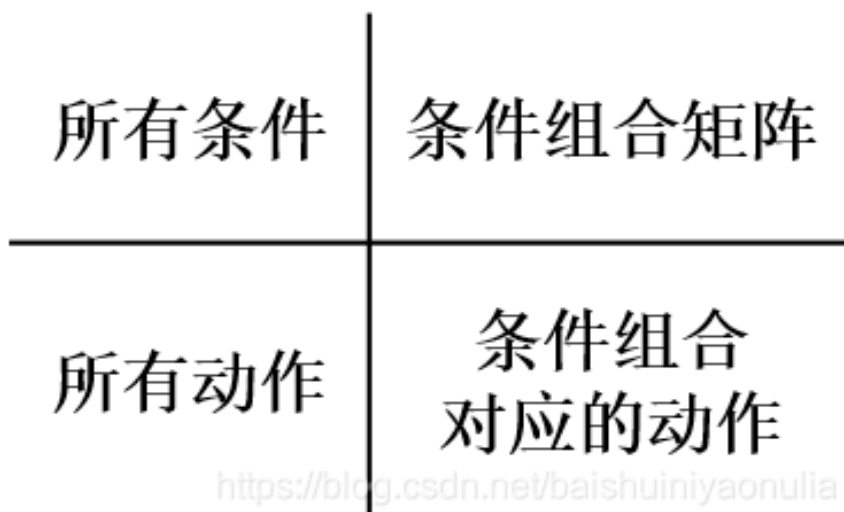 所有条件
条件组合矩阵
所有动作
条件组合
对应的动作
https://blog.csdn.net/baishuiniyaonulia